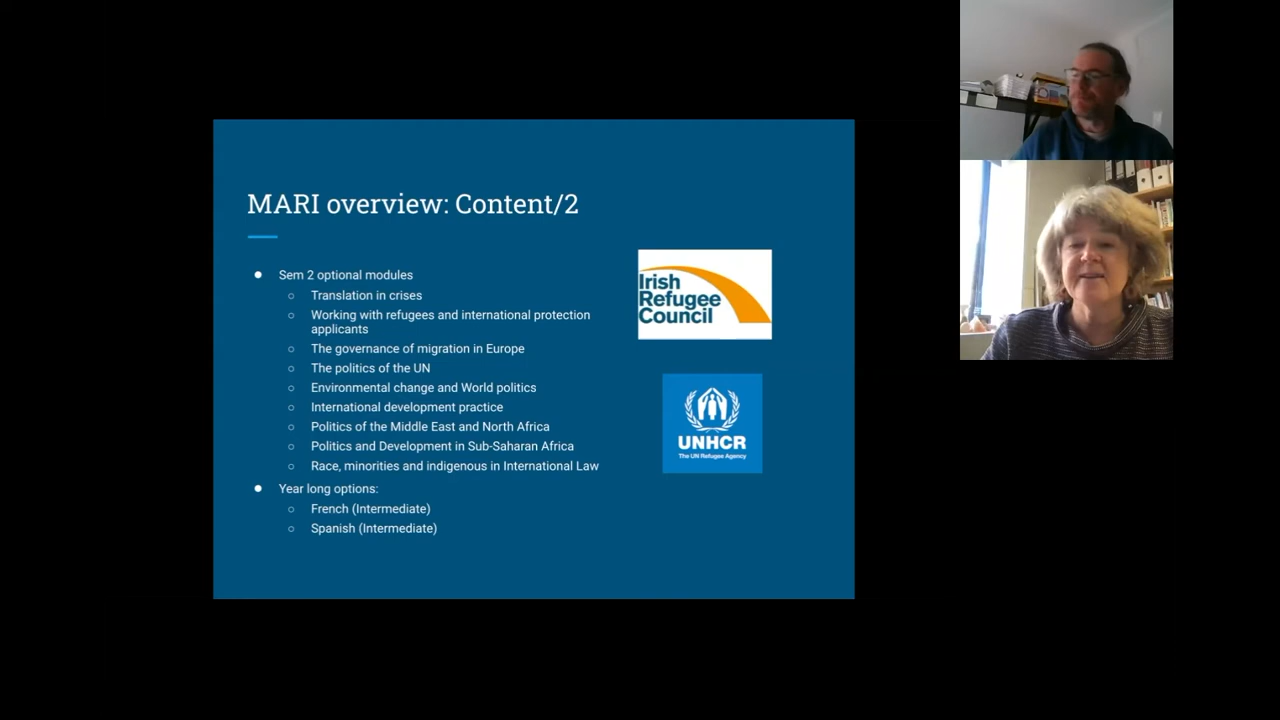 MARI overview: Content/2
Sem 2 optional modules
Translation in crises
Working with refugees and international protection
applicants
The governance of migration in Europe
The politics of the UN
Environmental change and World politics
International development practice
Politics of the Middle East and North Africa
Politics and Development in Sub-Saharan Africa
Race, minorities and indigenous in International Law
Year long options:
French (Intermediate)
Spanish (Intermediate)
Irish
Refugee
Council
UNHCR
The UN Refugee Agency